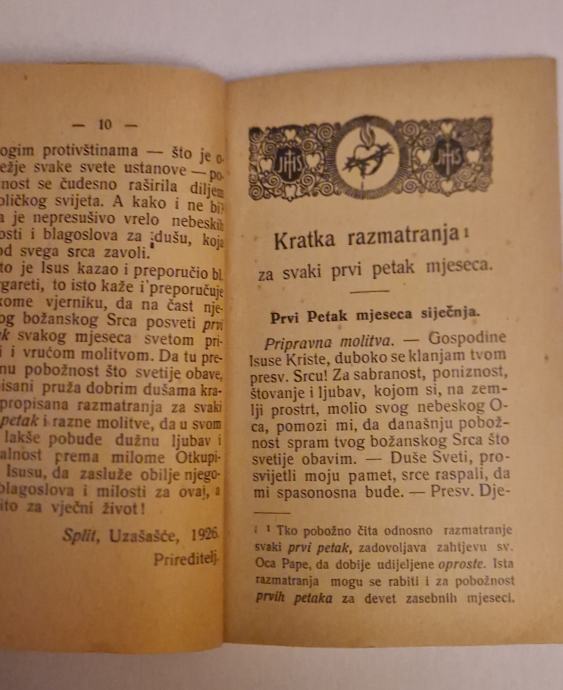 — 10 —
ogim protivštinama — što je o-
ežje svake svete ustanove — po-
nost se čudesno raširila diljem
oličkog svijeta. A kako i ne bi?
a je nepresušivo vrelo nebeskih
osti i blagoslova za dušu, koja
od svega srca zavoli.
to je Isus kazao i preporučio bl.
rgareti, to isto kaže i preporučuje
kome vjerniku, da na čast nje-
og božanskog Srca posveti prvi
k svakog mjeseca svetom pri-
i i vrućom molitvom. Da tu pre-
nu pobožnost što svetije obave,
isani pruža dobrim dušama kra-
propisana razmatranja za svaki
petak i razne molitve, da u svom
lakše pobude dužnu ljubav i
alnost prema milome Otkupi-
Isusu, da zasluže obilje njego-
blagoslova i milosti za ovaj, a
ito za vječni život!
Split, Uzašašće, 1926.
Prireditelj.
JHS
JHS
Kratka razmatranja ¹
za svaki prvi petak mjeseca.
Prvi Petak mjeseca siječnja.
Pripravna molitva. — Gospodine
Isuse Kriste, duboko se klanjam tvom
presv. Srcu! Za sabranost, poniznost,
štovanje i ljubav, kojom si, na zem-
lji prostrt, molio svog nebeskog O-
ca, pomozi mi, da današnju pobož-
nost spram tvog božanskog Srca što
svetije obavim. — Duše Sveti, pro-
svijetli moju pamet, srce raspali, da
mi spasonosna bude. — Presv. Dje-
¹ Tko pobožno čita odnosno razmatranje
svaki prvi petak, zadovoljava zahtjevu sv.
Oca Pape, da dobije udijeljene oproste. Ista
razmatranja mogu se rabiti i za pobožnost
prvih petaka za devet zasebnih mjeseci.